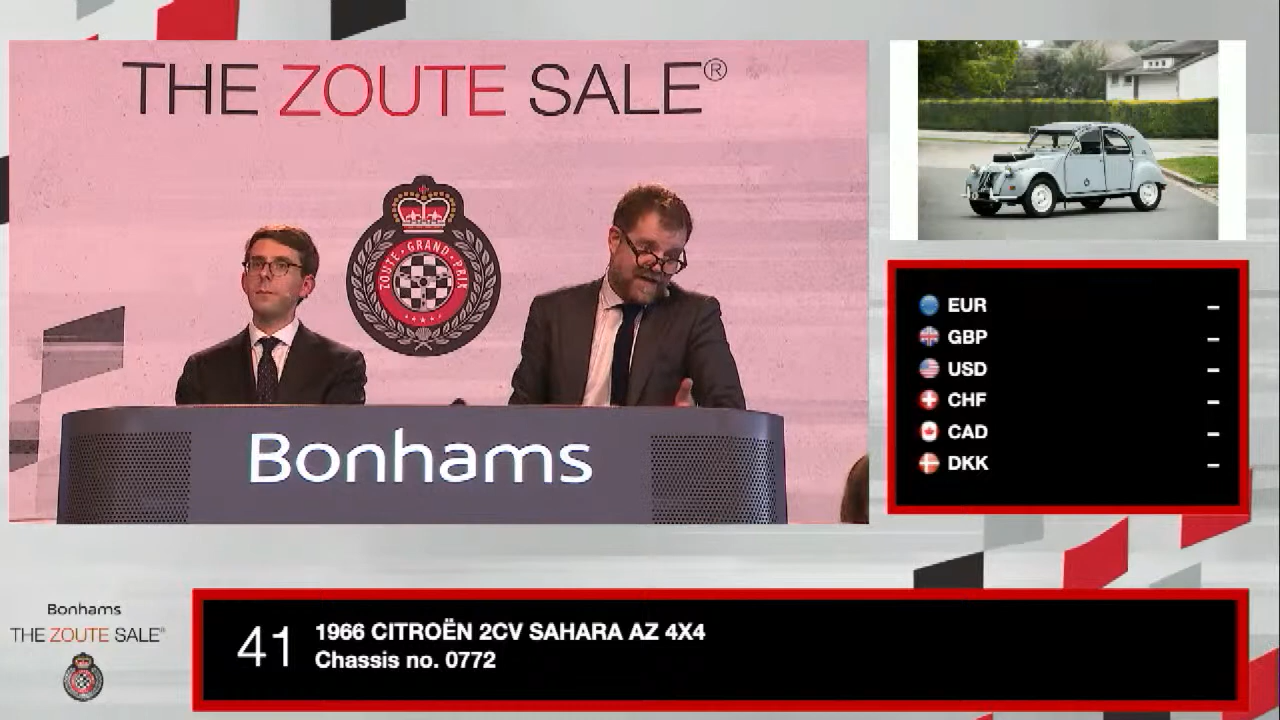 THE ZOUTE SALE®
ZOUTE · GRAND · PRIX
Bonhams
EUR –
GBP –
USD –
CHF –
CAD –
DKK –
Bonhams
THE ZOUTE SALE®
41
1966 CITROËN 2CV SAHARA AZ 4X4
Chassis no. 0772